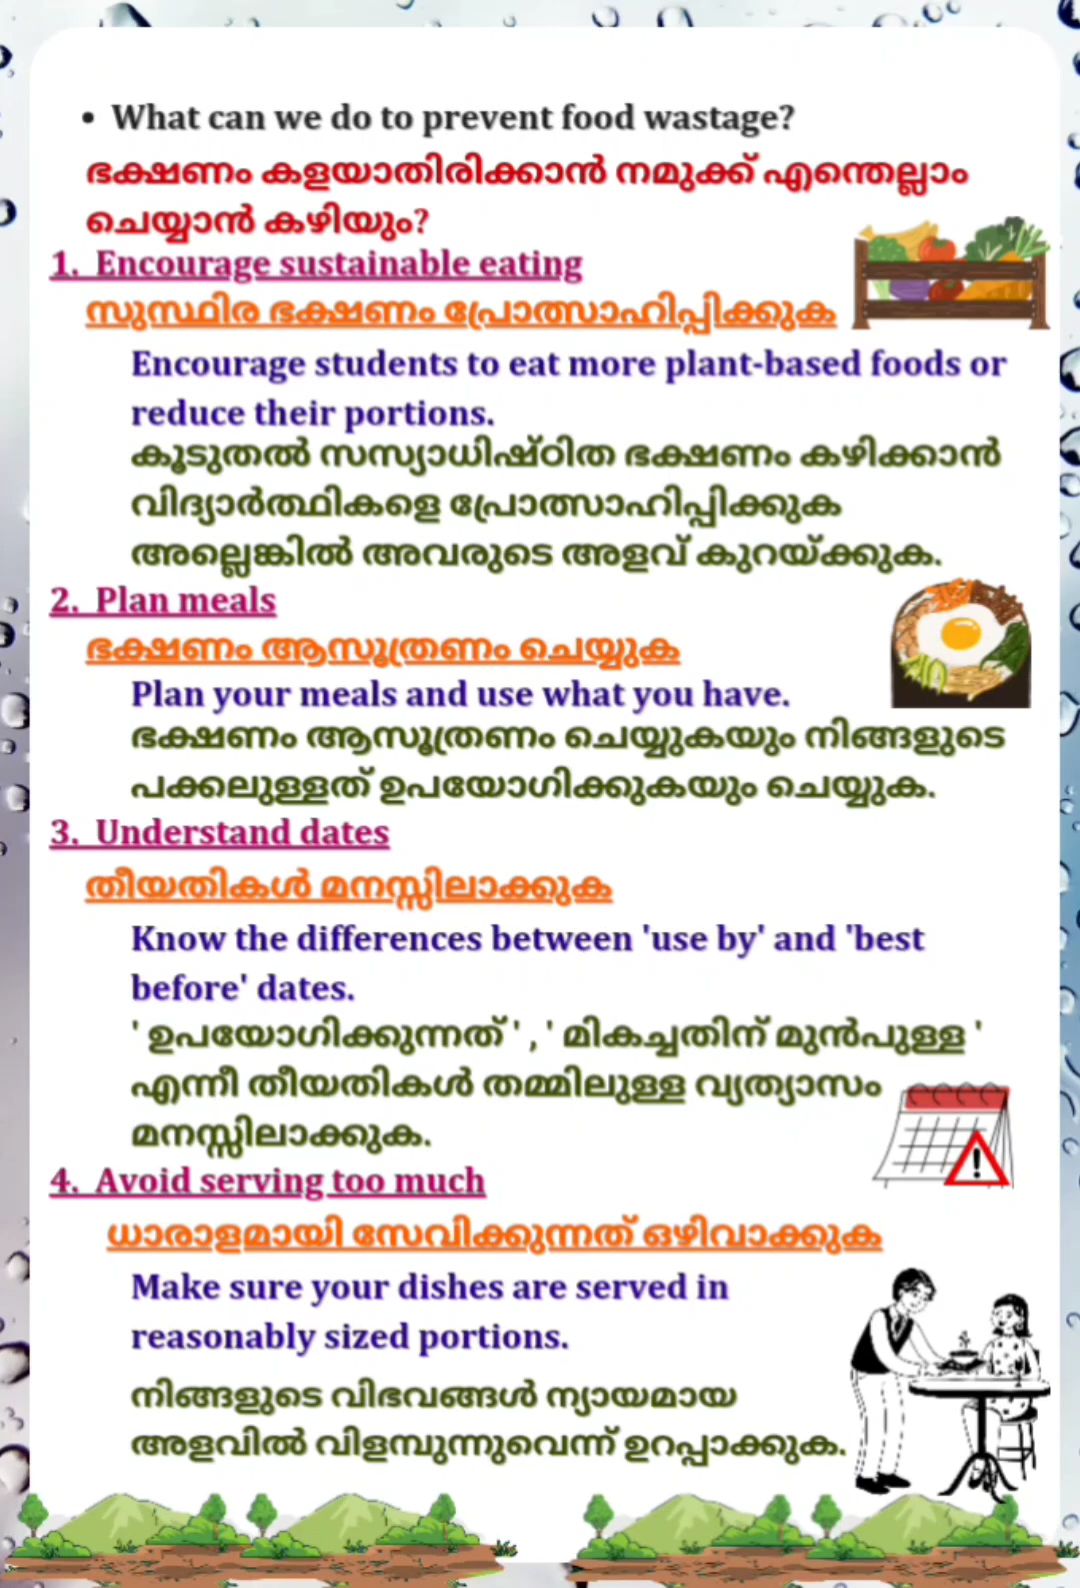 • What can we do to prevent food wastage?
ഭക്ഷണം കളയാതിരിക്കാൻ നമുക്ക് എന്തെല്ലാം
ചെയ്യാൻ കഴിയും?
1. Encourage sustainable eating
സുസ്ഥിര ഭക്ഷണം പ്രോത്സാഹിപ്പിക്കുക
Encourage students to eat more plant-based foods or
reduce their portions.
കൂടുതൽ സസ്യാധിഷ്ഠിത ഭക്ഷണം കഴിക്കാൻ
വിദ്യാർത്ഥികളെ പ്രോത്സാഹിപ്പിക്കുക
അല്ലെങ്കിൽ അവരുടെ അളവ് കുറയ്ക്കുക.
2. Plan meals
ഭക്ഷണം ആസൂത്രണം ചെയ്യുക
Plan your meals and use what you have.
ഭക്ഷണം ആസൂത്രണം ചെയ്യുകയും നിങ്ങളുടെ
പക്കലുള്ളത് ഉപയോഗിക്കുകയും ചെയ്യുക.
3. Understand dates
തീയതികൾ മനസ്സിലാക്കുക
Know the differences between 'use by' and 'best
before' dates.
' ഉപയോഗിക്കുന്നത് ' , ' മികച്ചതിന് മുൻപുള്ള '
എന്നീ തീയതികൾ തമ്മിലുള്ള വ്യത്യാസം
മനസ്സിലാക്കുക.
4. Avoid serving too much
ധാരാളമായി സേവിക്കുന്നത് ഒഴിവാക്കുക
Make sure your dishes are served in
reasonably sized portions.
നിങ്ങളുടെ വിഭവങ്ങൾ ന്യായമായ
അളവിൽ വിളമ്പുന്നുവെന്ന് ഉറപ്പാക്കുക.